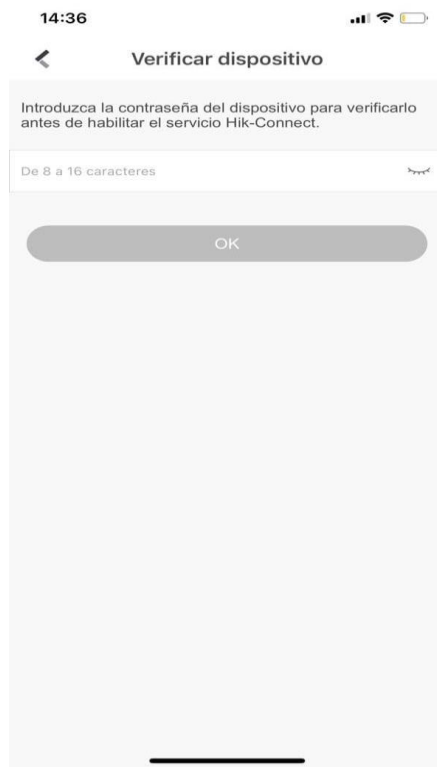 14:36
Verificar dispositivo
Introduzca la contraseña del dispositivo para verificarlo
antes de habilitar el servicio Hik-Connect.
De 8 a 16 caracteres
OK